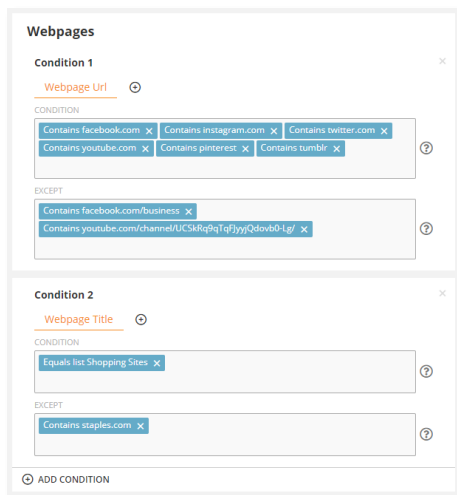 Webpages
Condition 1
Webpage Url
CONDITION
Contains facebook.com Contains instagram.com Contains twitter.com
Contains youtube.com Contains pinterest Contains tumblr
EXCEPT
Contains facebook.com/business
Contains youtube.com/channel/UC5kRq9qTqFJyyjQdovb0-Lg/
Condition 2
Webpage Title
CONDITION
Equals list Shopping Sites
EXCEPT
Contains staples.com
ADD CONDITION